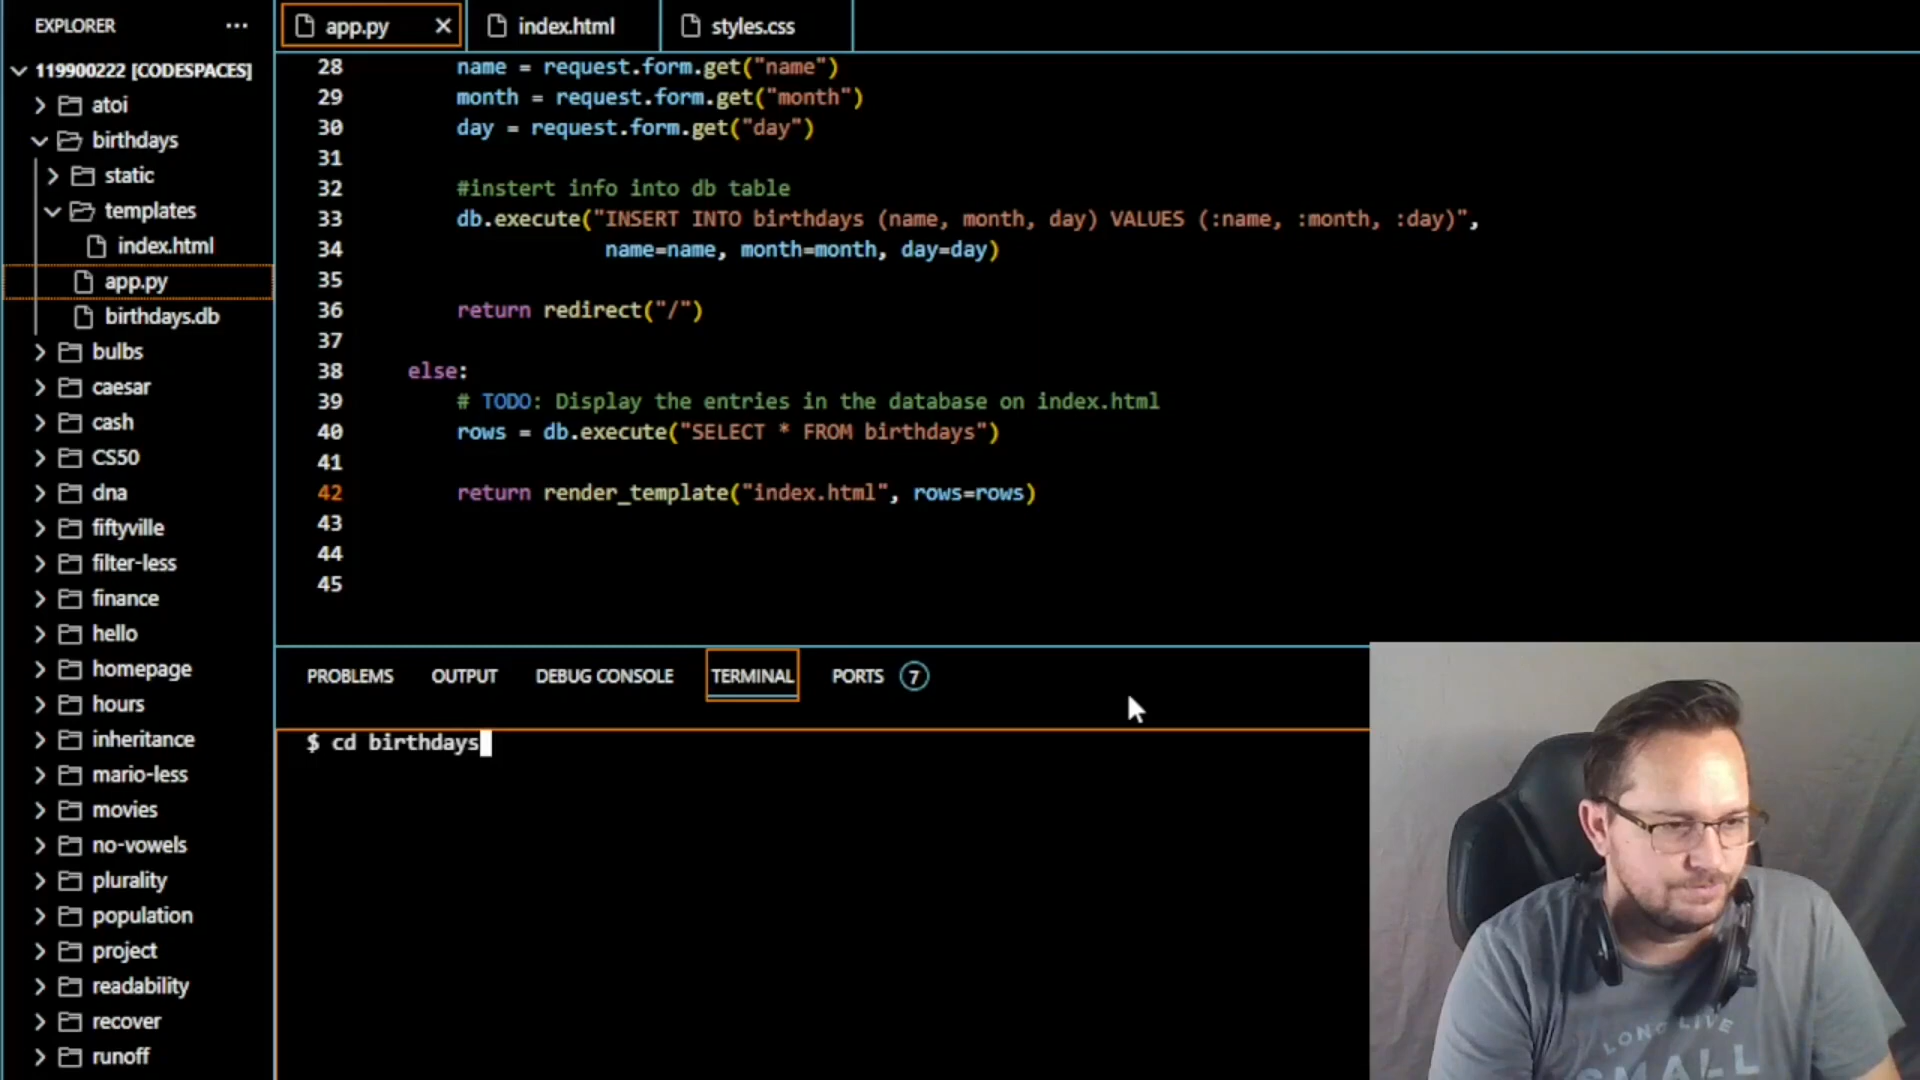 EXPLORER ...
119900222 [CODESPACES]
atoi
birthdays
static
templates
index.html
app.py
birthdays.db
bulbs
caesar
cash
CS50
dna
fiftyville
filter-less
finance
hello
homepage
hours
inheritance
mario-less
movies
no-vowels
plurality
population
project
readability
recover
runoff
app.py
index.html
styles.css
28 name = request.form.get("name")
29 month = request.form.get("month")
30 day = request.form.get("day")
31
32 #instert info into db table
33 db.execute("INSERT INTO birthdays (name, month, day) VALUES (:name, :month, :day)",
34 name=name, month=month, day=day)
35
36 return redirect("/")
37
38 else:
39 # TODO: Display the entries in the database on index.html
40 rows = db.execute("SELECT * FROM birthdays")
41
42 return render_template("index.html", rows=rows)
43
44
45
PROBLEMS OUTPUT DEBUG CONSOLE TERMINAL PORTS 7
$ cd birthdays
LONG LIVE
SMALL